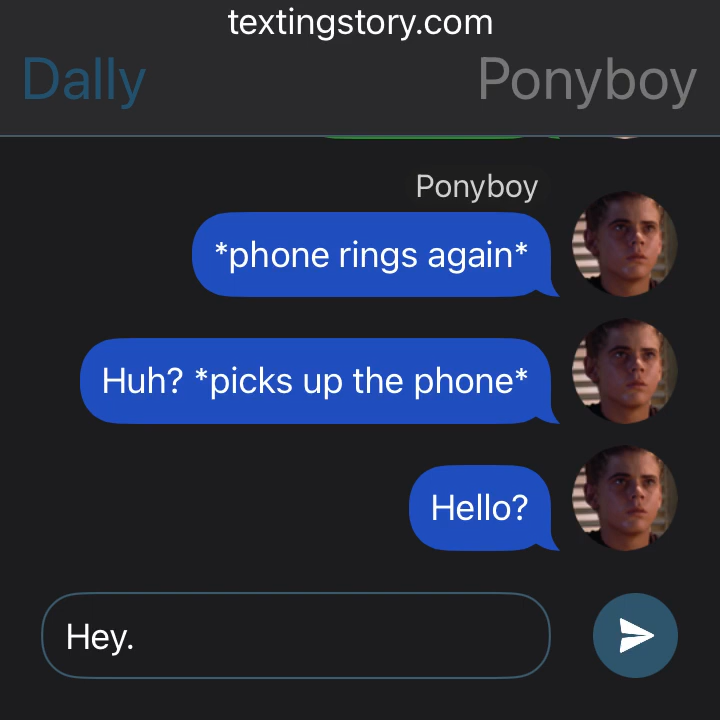 textingstory.com
Dally Ponyboy
Ponyboy
*phone rings again*
Huh? *picks up the phone*
Hello?
Hey.